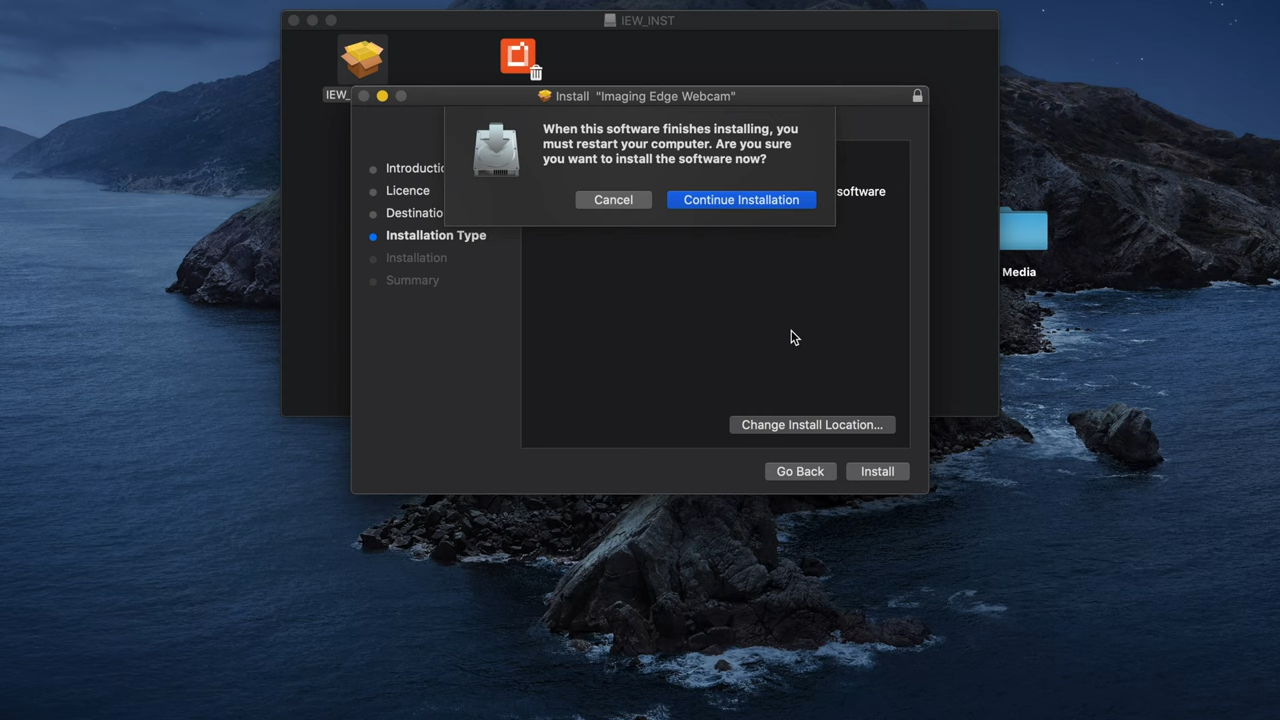 IEW_INST
IEW_
Install "Imaging Edge Webcam"
When this software finishes installing, you
must restart your computer. Are you sure
you want to install the software now?
Cancel
Continue Installation
Introductio
Licence
Destinatio
Installation Type
Installation
Summary
software
Media
Change Install Location...
Go Back
Install